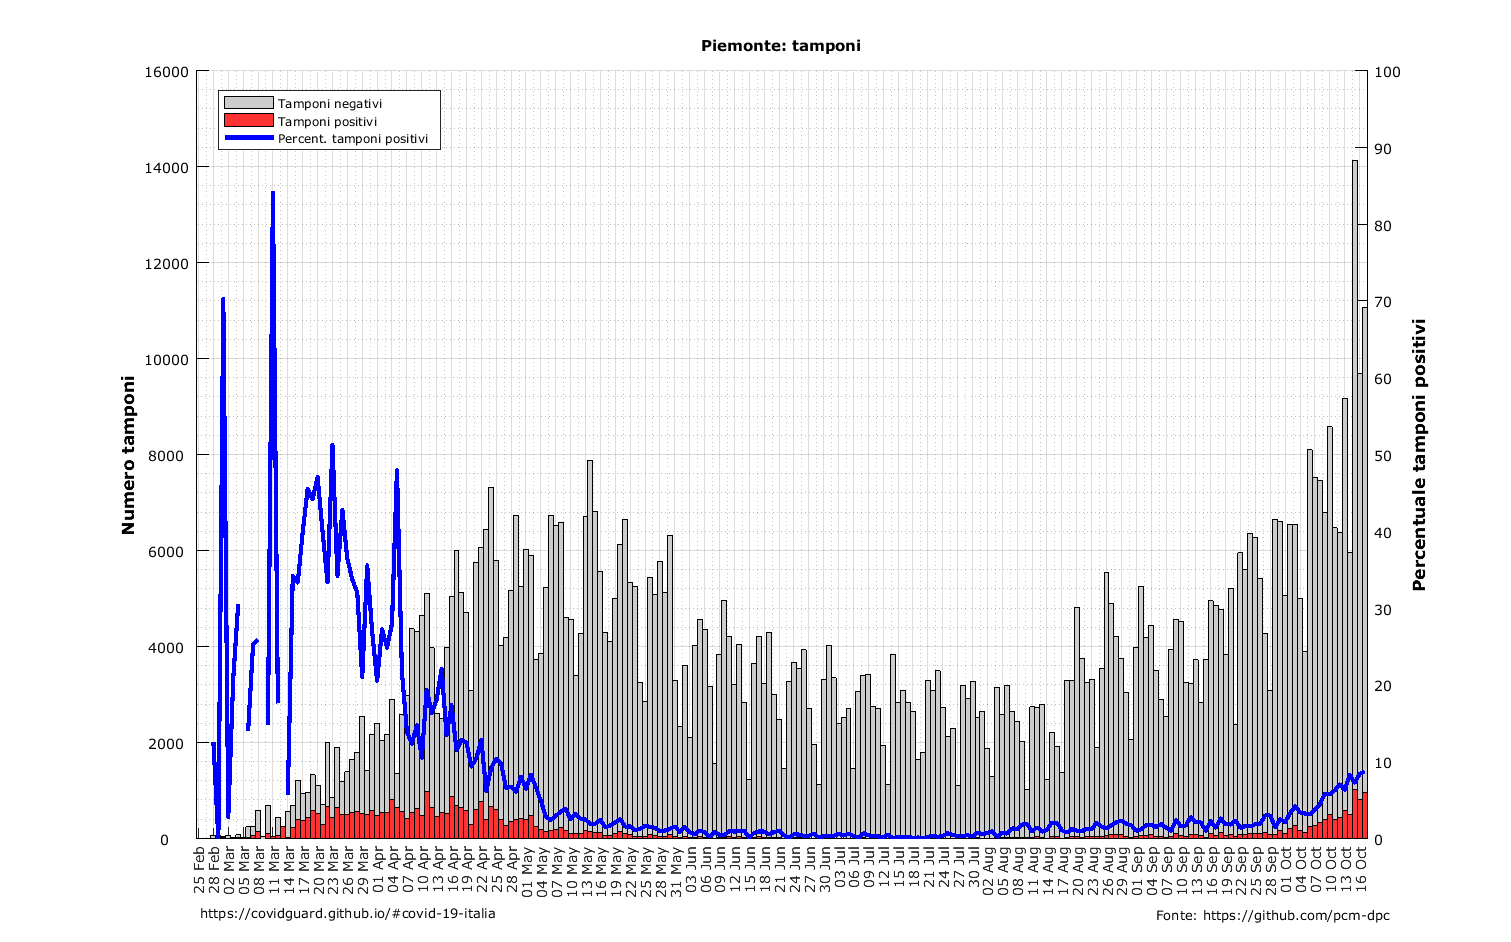 Piemonte: tamponi
16000
14000
12000
10000
8000
6000
4000
2000
0
Numero tamponi
Tamponi negativi
Tamponi positivi
Percent. tamponi positivi
100
90
80
70
60
50
40
30
20
10
0
Percentuale tamponi positivi
25 Feb
28 Feb
02 Mar
05 Mar
08 Mar
11 Mar
14 Mar
17 Mar
20 Mar
23 Mar
26 Mar
29 Mar
01 Apr
04 Apr
07 Apr
10 Apr
13 Apr
16 Apr
19 Apr
22 Apr
25 Apr
28 Apr
01 May
04 May
07 May
10 May
13 May
16 May
19 May
22 May
25 May
28 May
31 May
03 Jun
06 Jun
09 Jun
12 Jun
15 Jun
18 Jun
21 Jun
24 Jun
27 Jun
30 Jun
03 Jul
06 Jul
09 Jul
12 Jul
15 Jul
18 Jul
21 Jul
24 Jul
27 Jul
30 Jul
02 Aug
05 Aug
08 Aug
11 Aug
14 Aug
17 Aug
20 Aug
23 Aug
26 Aug
29 Aug
01 Sep
04 Sep
07 Sep
10 Sep
13 Sep
16 Sep
19 Sep
22 Sep
25 Sep
28 Sep
01 Oct
04 Oct
07 Oct
10 Oct
13 Oct
16 Oct
https://covidguard.github.io/#covid-19-italia
Fonte: https://github.com/pcm-dpc